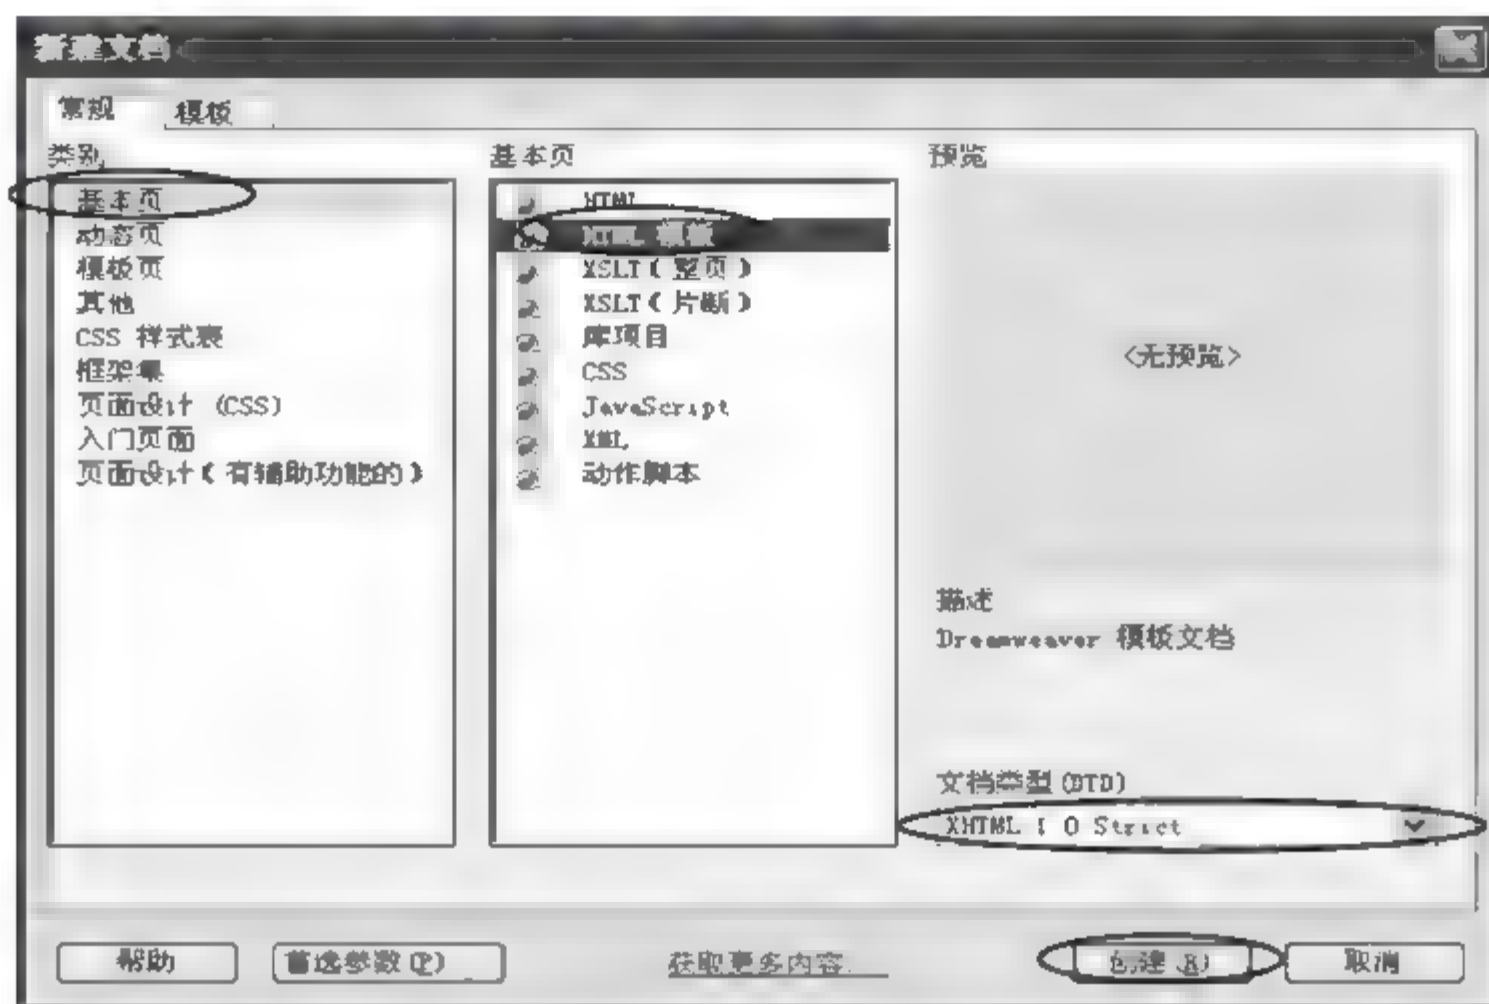 新建文档
常规 模板
类别
基本页
动态页
模板页
其他
CSS 样式表
框架集
页面设计 (CSS)
入门页面
页面设计(有辅助功能的)
基本页
HTML
HTML 模板
XSLT(整页)
XSLT(片断)
库项目
CSS
JavaScript
XML
动作脚本
预览
<无预览>
描述
Dreamweaver 模板文档
文档类型(DTD)
XHTML 1 0 Strict
帮助 首选参数(P) 获取更多内容... 创建(R) 取消